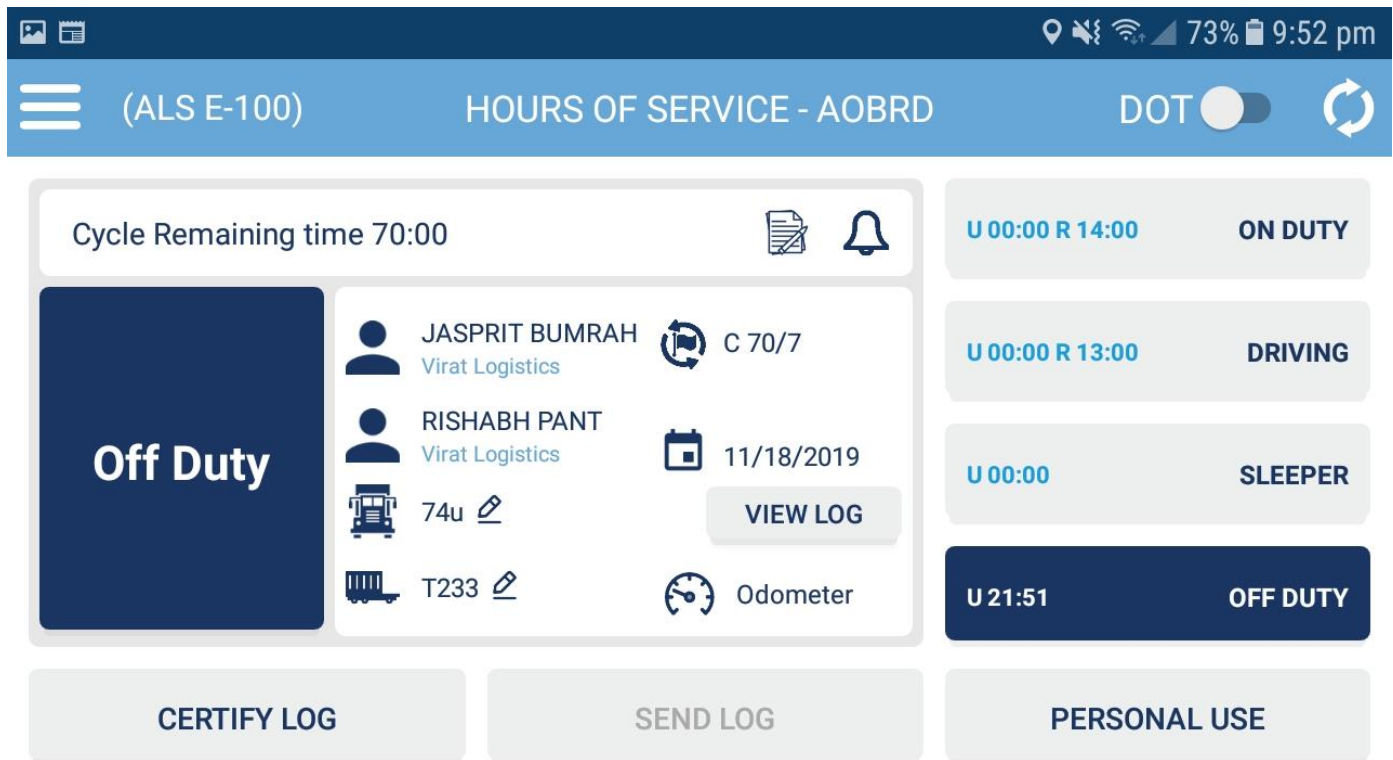 73% 9:52 pm
(ALS E-100) HOURS OF SERVICE - AOBRD DOT
Cycle Remaining time 70:00
Off Duty
JASPRIT BUMRAH
Virat Logistics
C 70/7
RISHABH PANT
Virat Logistics
11/18/2019
74u
VIEW LOG
T233
Odometer
U 00:00 R 14:00 ON DUTY
U 00:00 R 13:00 DRIVING
U 00:00 SLEEPER
U 21:51 OFF DUTY
CERTIFY LOG
SEND LOG
PERSONAL USE